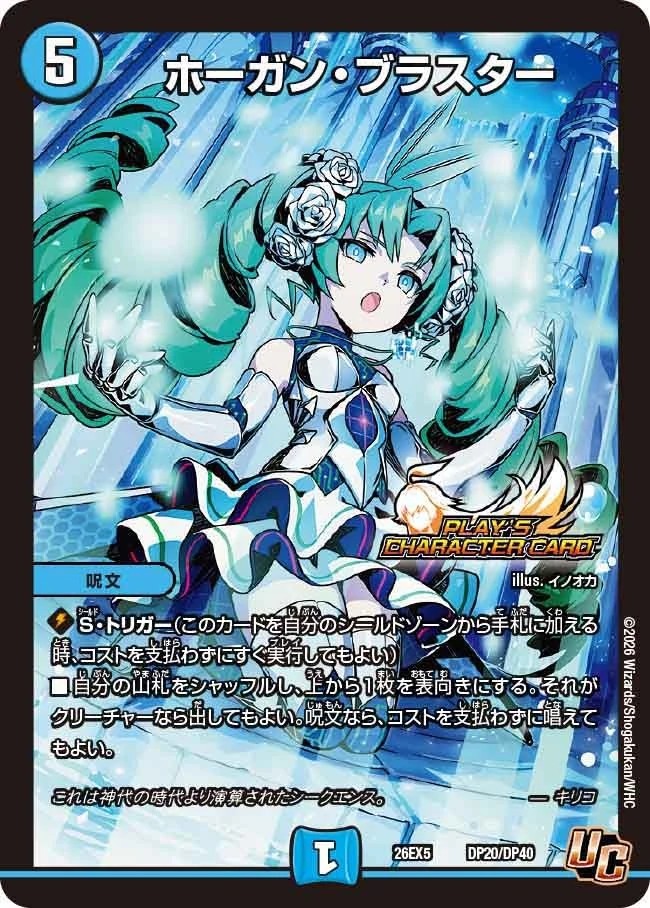 5
ホーガン・ブラスター
PLAY'S
CHARACTER CARD
illus. イノオカ
呪文
S・トリガー(このカードを自分のシールドゾーンから手札に加える
時、コストを支払わずにすぐ実行してもよい)
■自分の山札をシャッフルし、上から1枚を表向きにする。それが
クリーチャーなら出してもよい。呪文なら、コストを支払わずに唱えて
もよい。
これは神代の時代より演算されたシークエンス。 ― キリコ
1
26EX5 DP20/DP40
UC
©2026 Wizards/Shogakukan/WHC